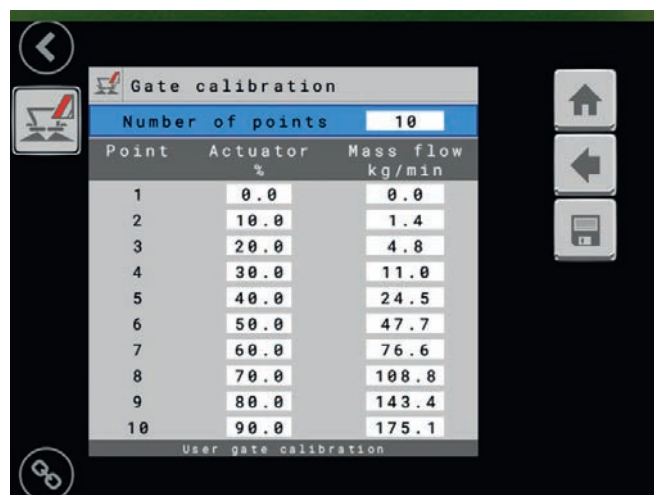 Gate calibration
Number of points 10
Point Actuator Mass flow
% kg/min
1 0.0 0.0
2 10.0 1.4
3 20.0 4.8
4 30.0 11.0
5 40.0 24.5
6 50.0 47.7
7 60.0 76.6
8 70.0 108.8
9 80.0 143.4
10 90.0 175.1
User gate calibration